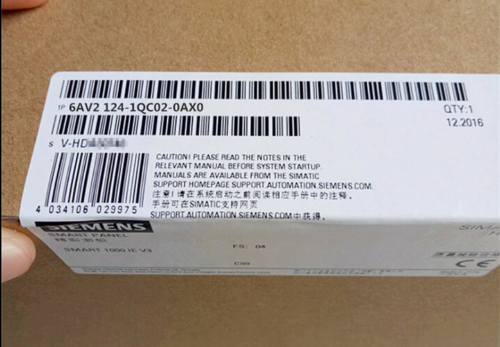 1P 6AV2 124-1QC02-0AX0
QTY:1
12.2016
S V-HD
CAUTION! PLEASE READ THE NOTES IN THE
RELEVANT MANUAL BEFORE SYSTEM STARTUP.
MANUALS ARE AVAILABLE FROM THE SIMATIC
SUPPORT HOMEPAGE SUPPORT.AUTOMATION.SIEMENS.COM
注意!请在系统启动之前阅读相应手册中的注释。
手册可在SIMATIC支持网页
SUPPORT.AUTOMATION.SIEMENS.COM中获得。
4 034106 029975
SIEMENS
SMART PANEL
SMART 1000 IE V3
FS: 04
CE